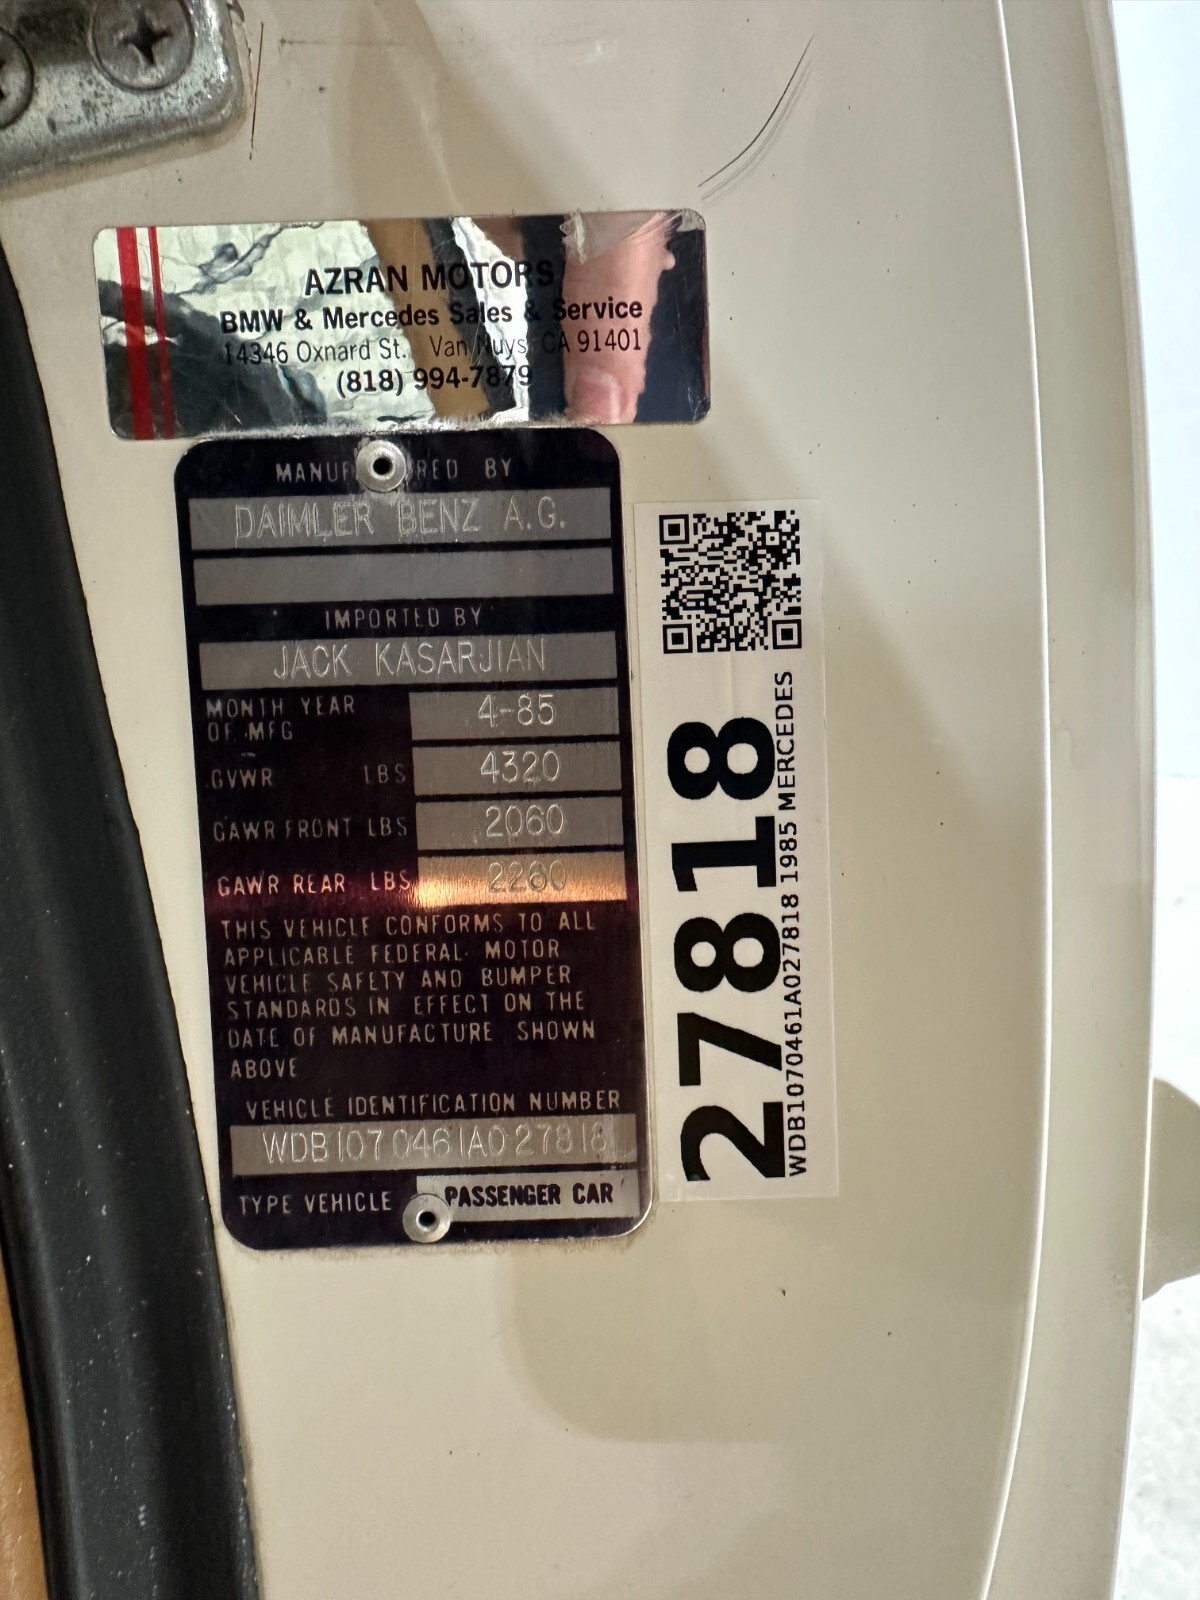 AZRAN MOTORS
BMW & Mercedes Sales & Service
14346 Oxnard St. Van Nuys, CA 91401
(818) 994-7879
BY
DAIMLER BENZ A.G.
IMPORTED BY
JACK KASARJIAN
MONTH YEAR
OF MFG
4-85
GVWR LBS 4320
GAWR FRONT LBS 2060
GAWR REAR LBS 2260
THIS VEHICLE CONFORMS TO ALL
APPLICABLE FEDERAL MOTOR
VEHICLE SAFETY AND BUMPER
STANDARDS IN EFFECT ON THE
DATE OF MANUFACTURE SHOWN
ABOVE
VEHICLE IDENTIFICATION NUMBER
WDB1070461A027818
TYPE VEHICLE PASSENGER CAR
27818
WDB1070461A027818 1985 MERCEDES